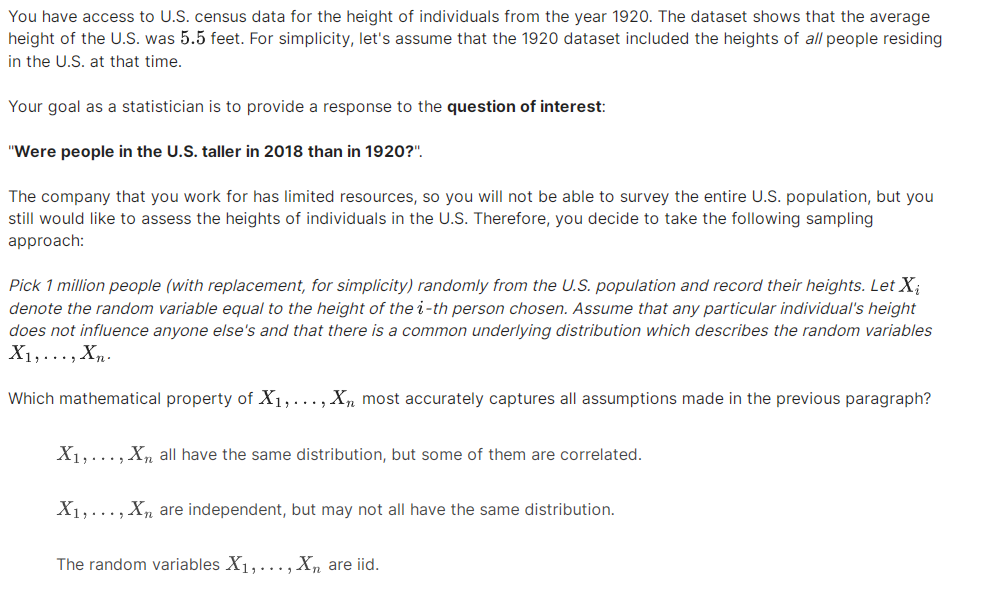 You have access to U.S. census data for the height of individuals from the year 1920. The dataset shows that the average
height of the U.S. was 5.5 feet. For simplicity, let's assume that the 1920 dataset included the heights of all people residing
in the U.S. at that time.
Your goal as a statistician is to provide a response to the question of interest:
"Were people in the U.S. taller in 2018 than in 1920?".
The company that you work for has limited resources, so you will not be able to survey the entire U.S. population, but you
still would like to assess the heights of individuals in the U.S. Therefore, you decide to take the following sampling
approach:
Pick 1 million people (with replacement, for simplicity) randomly from the U.S. population and record their heights. Let X_i
denote the random variable equal to the height of the i-th person chosen. Assume that any particular individual's height
does not influence anyone else's and that there is a common underlying distribution which describes the random variables
X_1, . . . , X_n.
Which mathematical property of X_1, . . . , X_n most accurately captures all assumptions made in the previous paragraph?
X_1, . . . , X_n all have the same distribution, but some of them are correlated.
X_1, . . . , X_n are independent, but may not all have the same distribution.
The random variables X_1, . . . , X_n are iid.